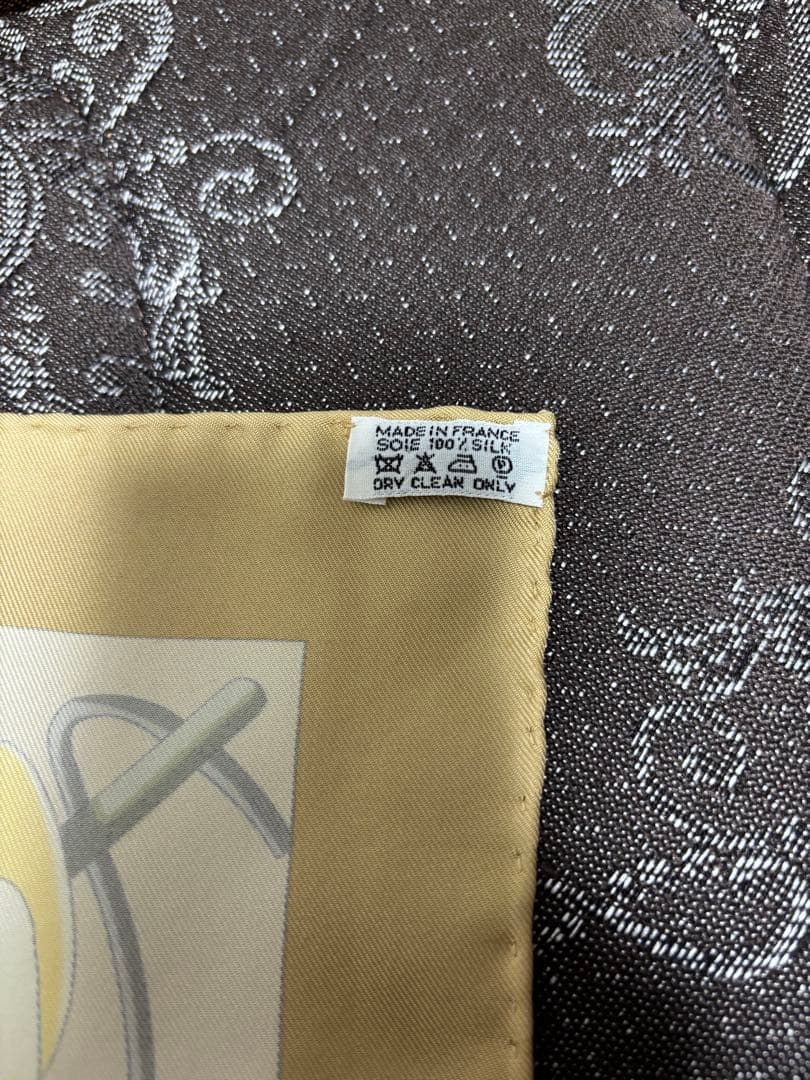 MADE IN FRANCE
SOIE 100% SILK
DRY CLEAN ONLY